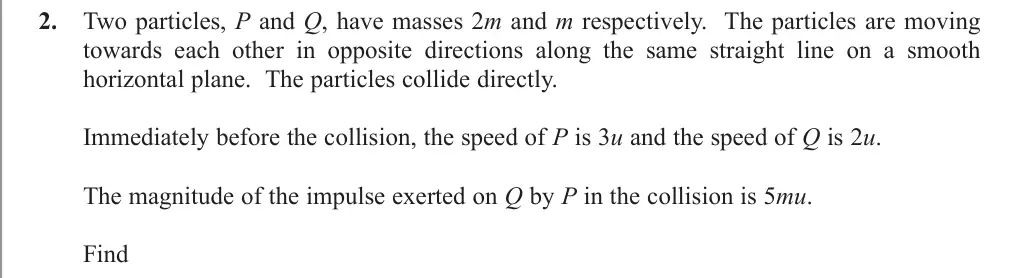 2. Two particles, P and Q, have masses 2m and m respectively. The particles are moving
towards each other in opposite directions along the same straight line on a smooth
horizontal plane. The particles collide directly.
Immediately before the collision, the speed of P is 3u and the speed of Q is 2u.
The magnitude of the impulse exerted on Q by P in the collision is 5mu.
Find